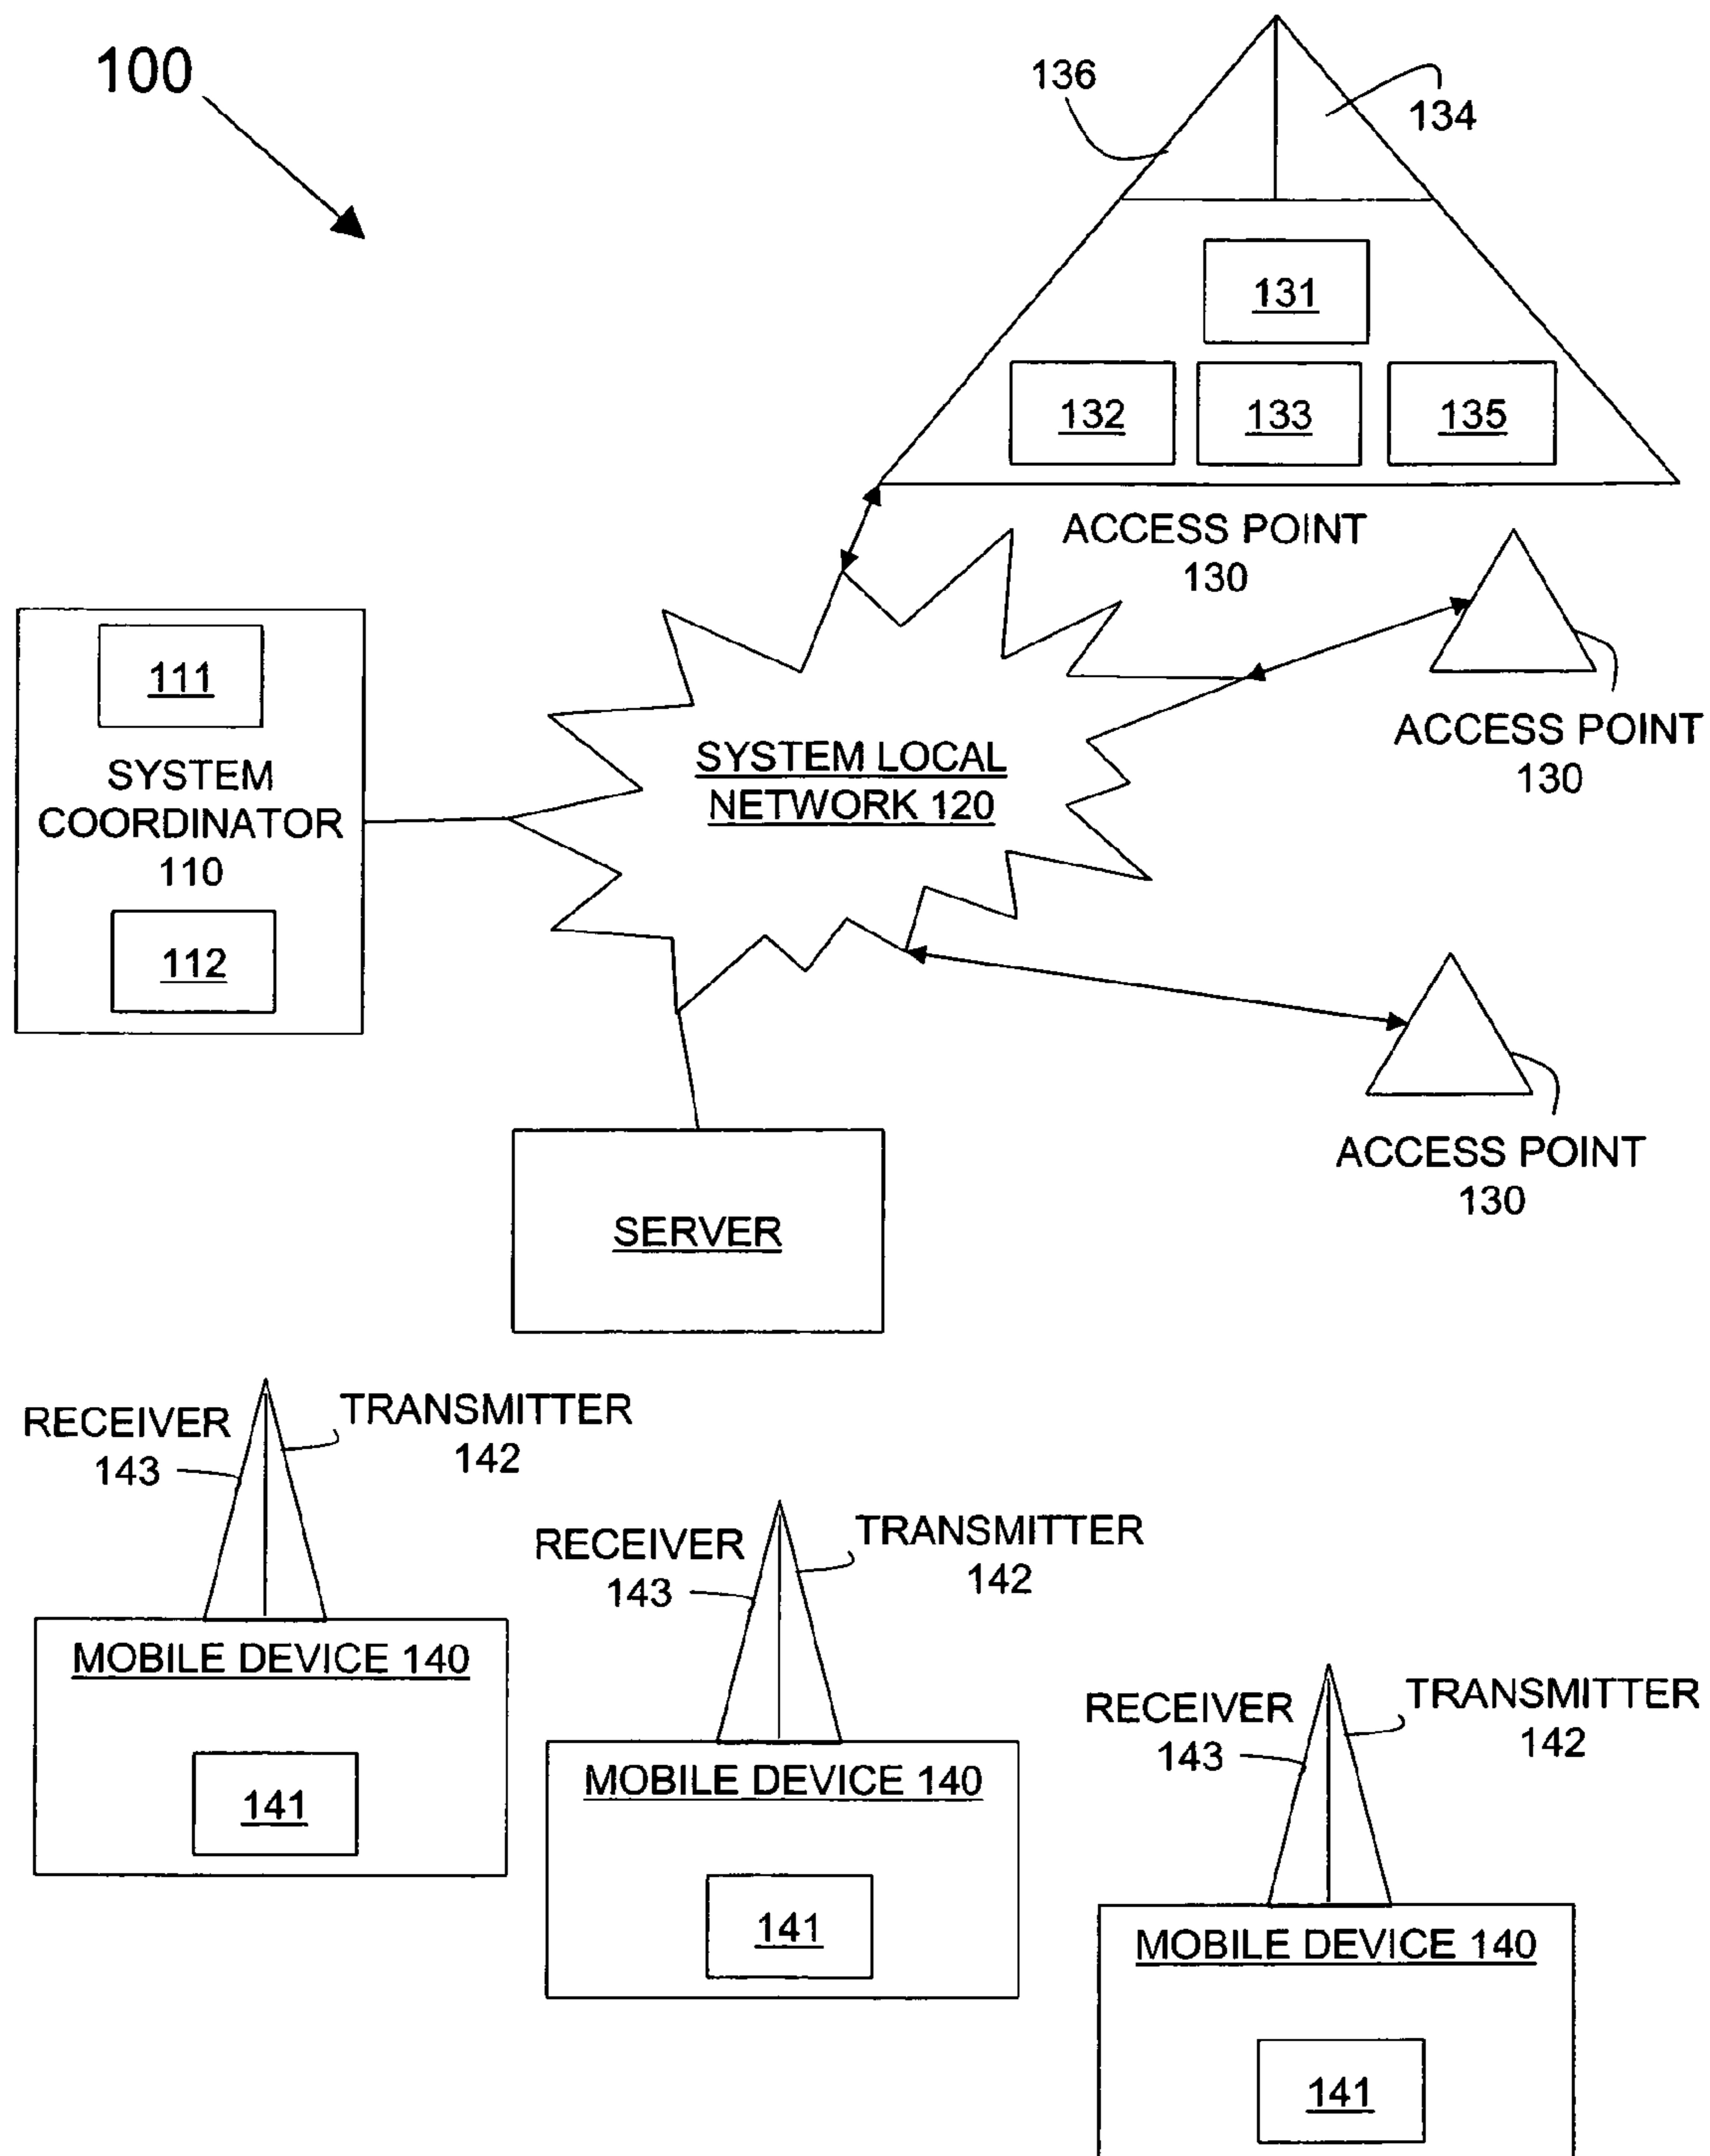 100
136
134
131
132
133
135
ACCESS POINT
130
111
SYSTEM
COORDINATOR
110
112
SYSTEM LOCAL
NETWORK 120
ACCESS POINT
130
ACCESS POINT
130
SERVER
RECEIVER
143
TRANSMITTER
142
MOBILE DEVICE 140
141
RECEIVER
143
TRANSMITTER
142
MOBILE DEVICE 140
141
RECEIVER
143
TRANSMITTER
142
MOBILE DEVICE 140
141